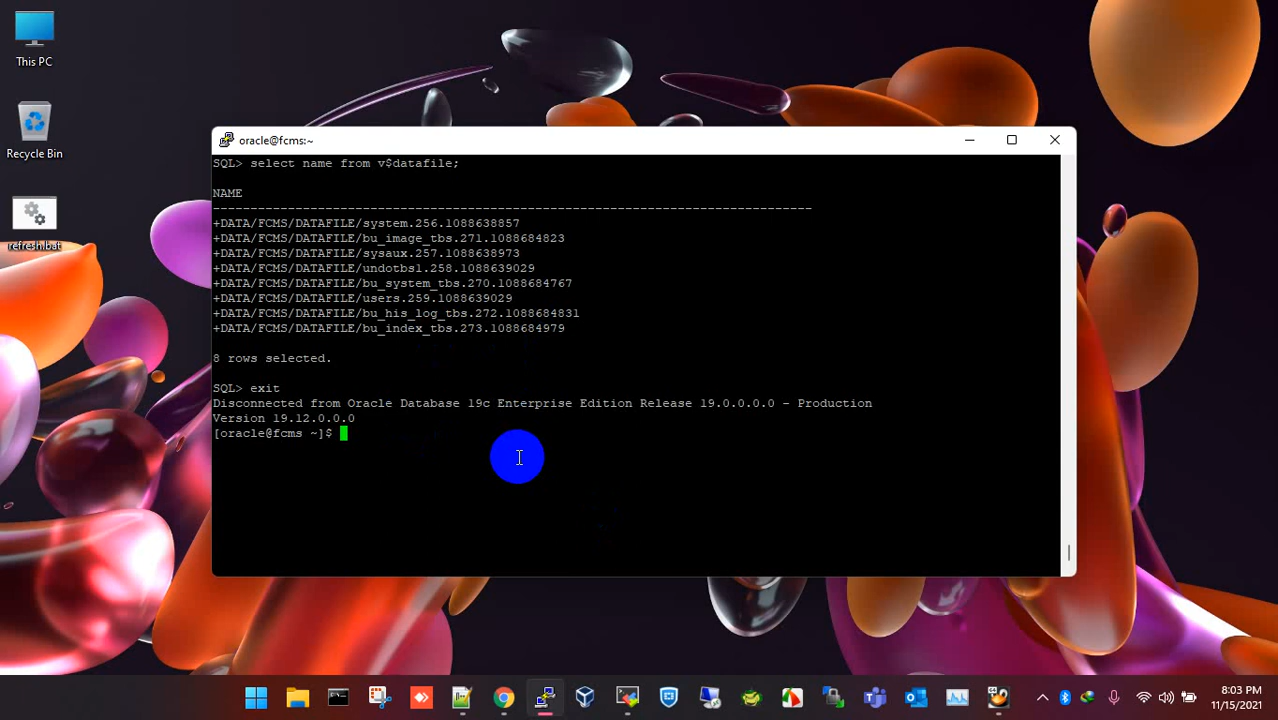 This PC
Recycle Bin
refresh.bat
oracle@fcms:~
SQL> select name from v$datafile;
NAME
--------------------------------------------------------------------------------
+DATA/FCMS/DATAFILE/system.256.1088638857
+DATA/FCMS/DATAFILE/bu_image_tbs.271.1088684823
+DATA/FCMS/DATAFILE/sysaux.257.1088638973
+DATA/FCMS/DATAFILE/undotbs1.258.1088639029
+DATA/FCMS/DATAFILE/bu_system_tbs.270.1088684767
+DATA/FCMS/DATAFILE/users.259.1088639029
+DATA/FCMS/DATAFILE/bu_his_log_tbs.272.1088684831
+DATA/FCMS/DATAFILE/bu_index_tbs.273.1088684979
8 rows selected.
SQL> exit
Disconnected from Oracle Database 19c Enterprise Edition Release 19.0.0.0.0 - Production
Version 19.12.0.0.0
[oracle@fcms ~]$
8:03 PM
11/15/2021